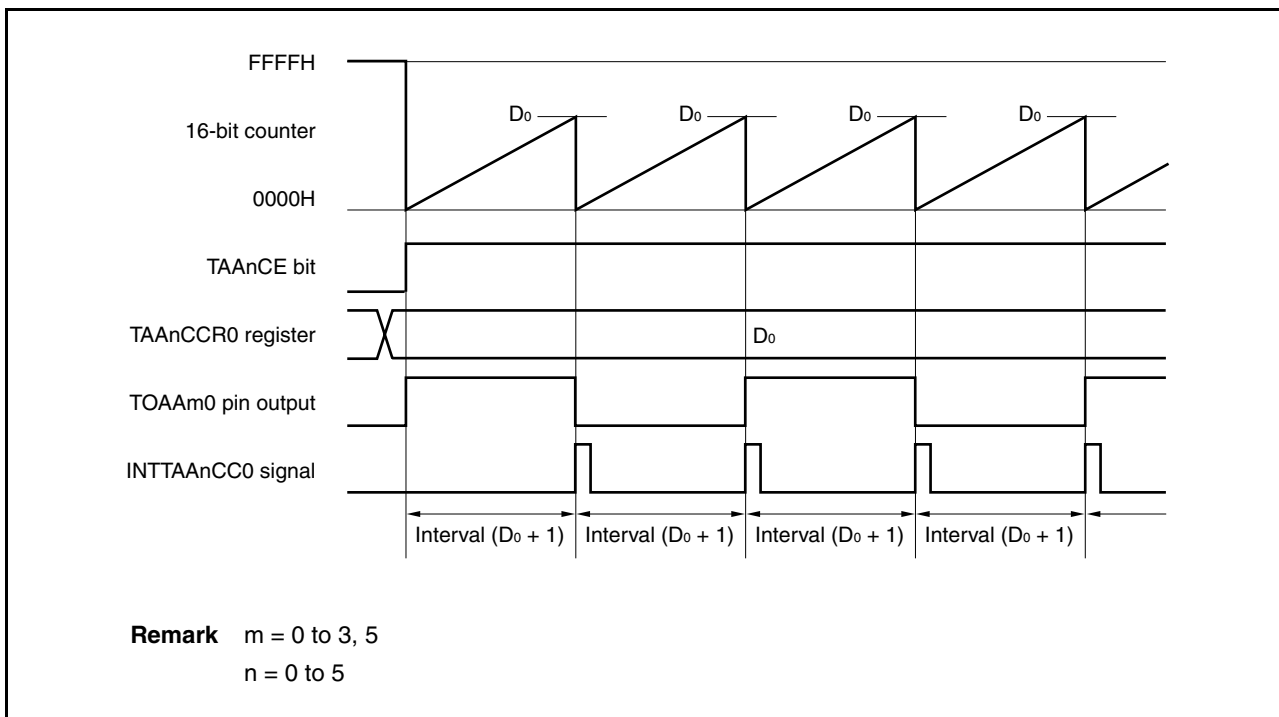 FFFFH
D₀ D₀ D₀ D₀
16-bit counter
0000H
TAAnCE bit
TAAnCCR0 register D₀
TOAAm0 pin output
INTTAAnCC0 signal
Interval (D₀ + 1) Interval (D₀ + 1) Interval (D₀ + 1) Interval (D₀ + 1)
Remark m = 0 to 3, 5
n = 0 to 5